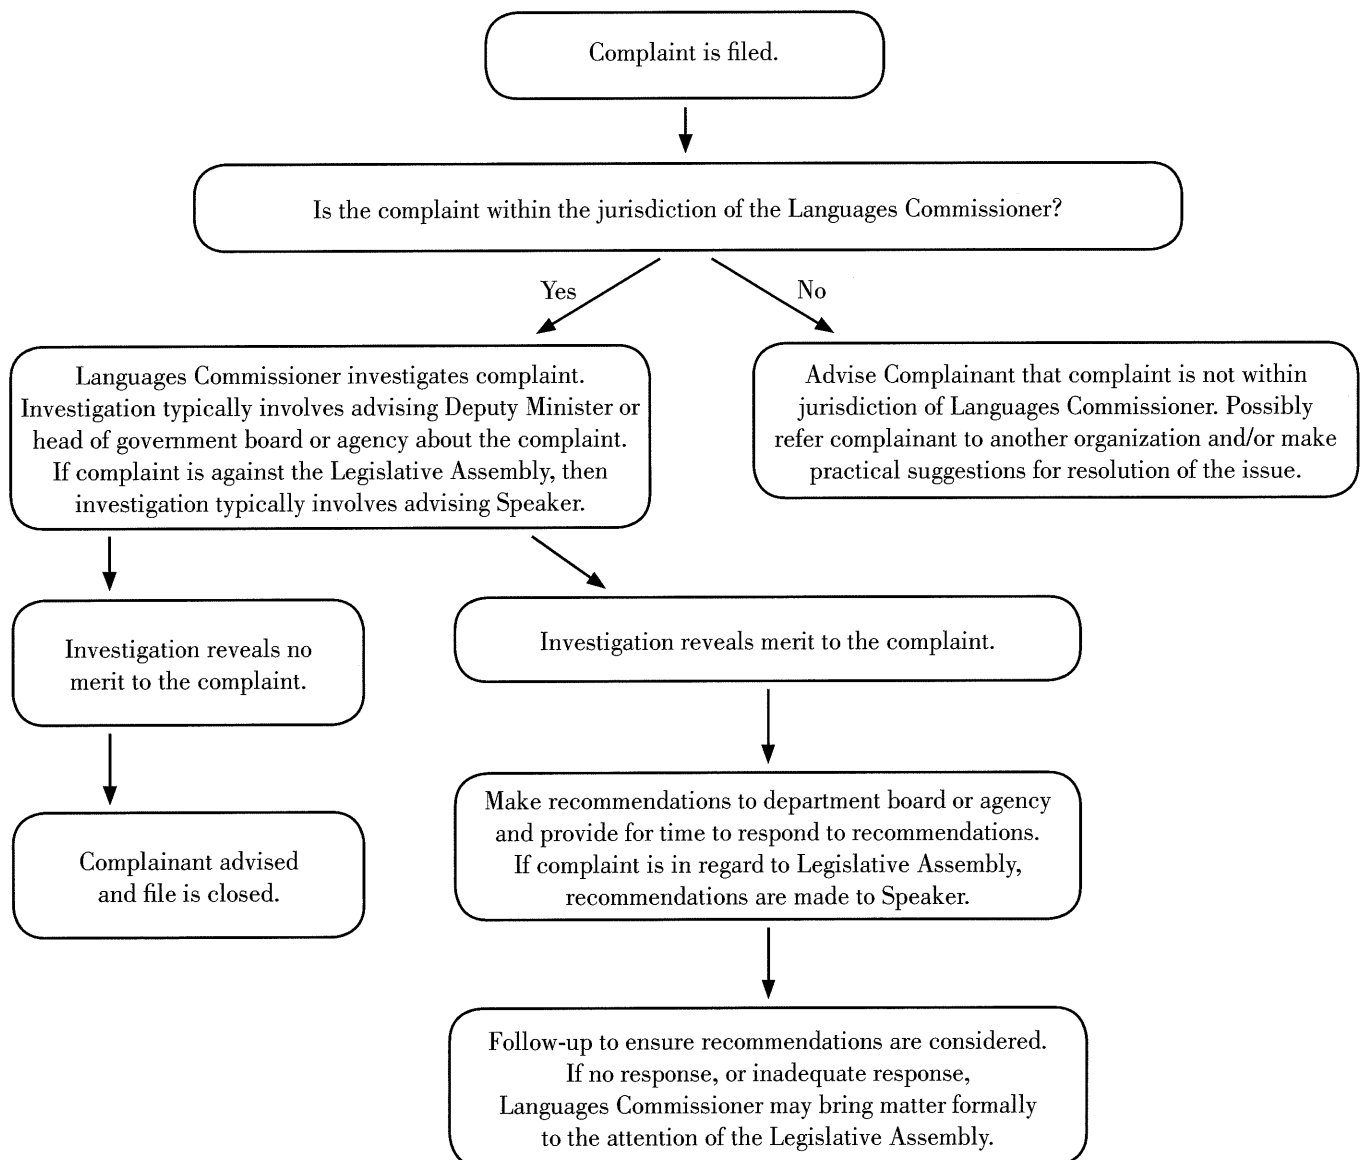 Complaint is filed.
Is the complaint within the jurisdiction of the Languages Commissioner?
Yes
No
Languages Commissioner investigates complaint.
Investigation typically involves advising Deputy Minister or
head of government board or agency about the complaint.
If complaint is against the Legislative Assembly, then
investigation typically involves advising Speaker.
Advise Complainant that complaint is not within
jurisdiction of Languages Commissioner. Possibly
refer complainant to another organization and/or make
practical suggestions for resolution of the issue.
Investigation reveals no
merit to the complaint.
Investigation reveals merit to the complaint.
Complainant advised
and file is closed.
Make recommendations to department board or agency
and provide for time to respond to recommendations.
If complaint is in regard to Legislative Assembly,
recommendations are made to Speaker.
Follow-up to ensure recommendations are considered.
If no response, or inadequate response,
Languages Commissioner may bring matter formally
to the attention of the Legislative Assembly.